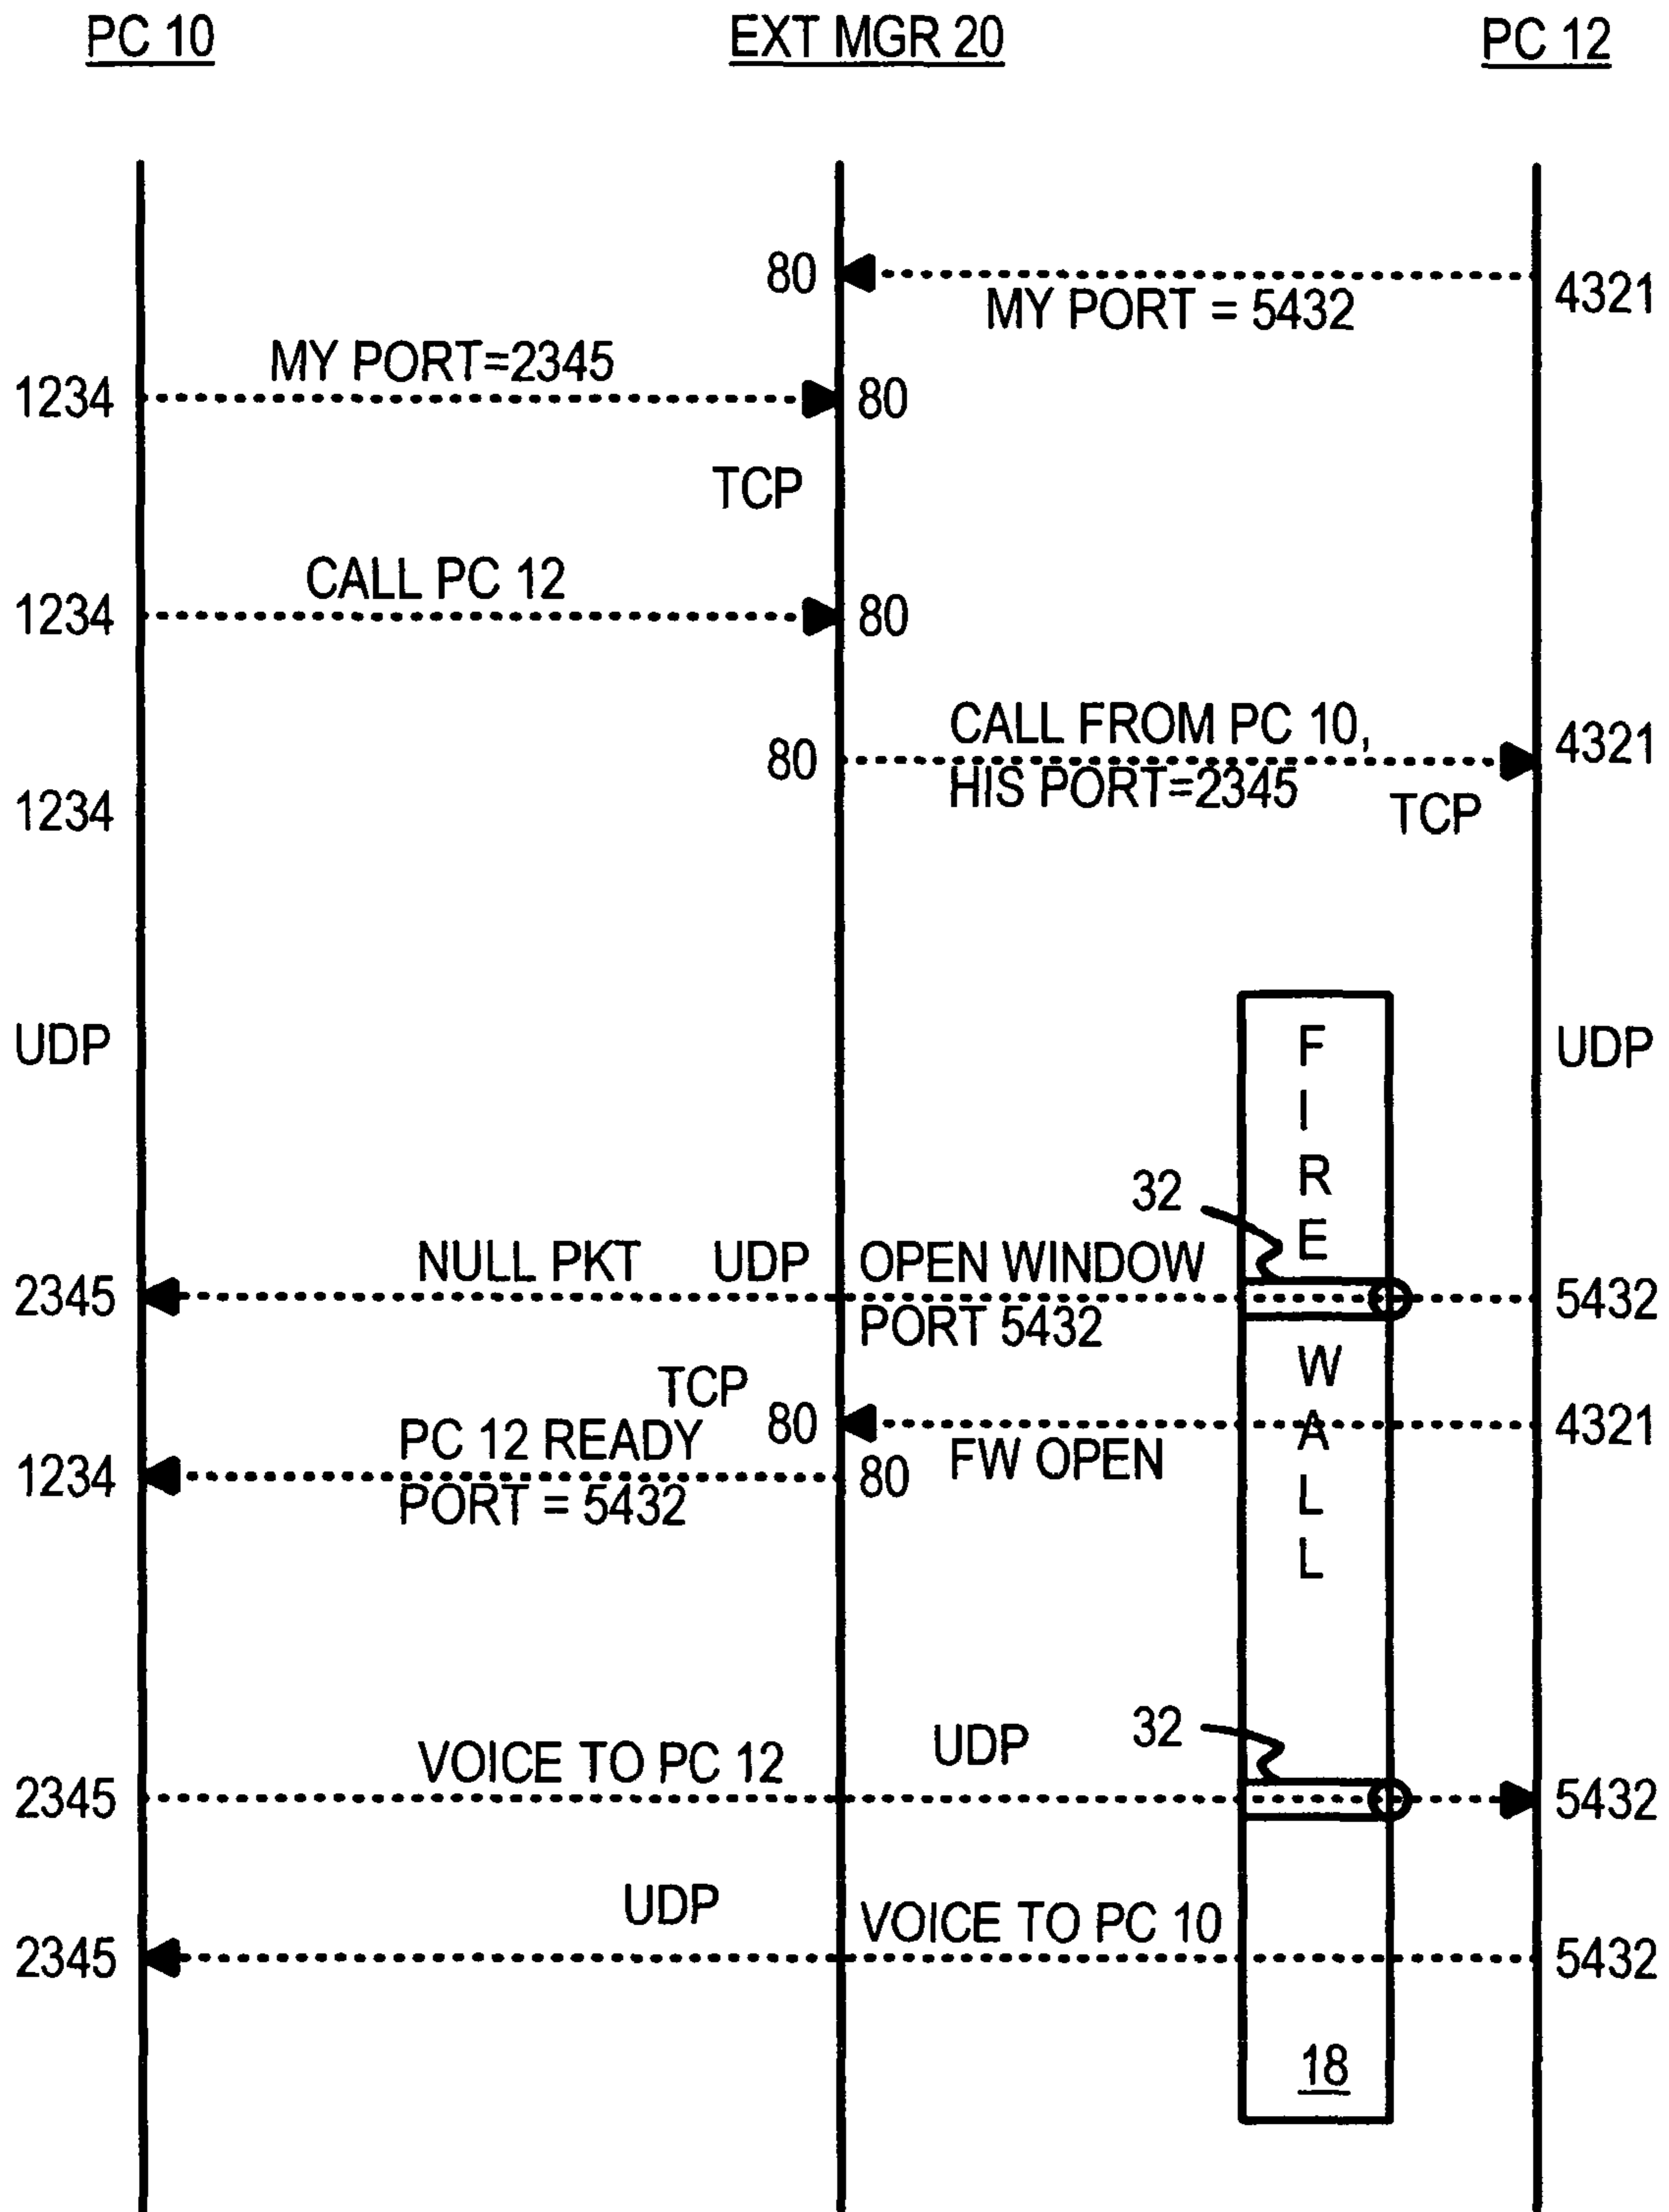 PC 10
EXT MGR 20
PC 12
80
MY PORT = 5432
4321
MY PORT=2345
1234
80
TCP
CALL PC 12
1234
80
CALL FROM PC 10,
80
4321
HIS PORT=2345
1234
TCP
UDP
FIRE
UDP
32
NULL PKT
UDP
OPEN WINDOW
2345
5432
PORT 5432
WALL
TCP
80
4321
PC 12 READY
FW OPEN
1234
80
PORT = 5432
UDP
32
VOICE TO PC 12
2345
5432
UDP
VOICE TO PC 10
2345
5432
18